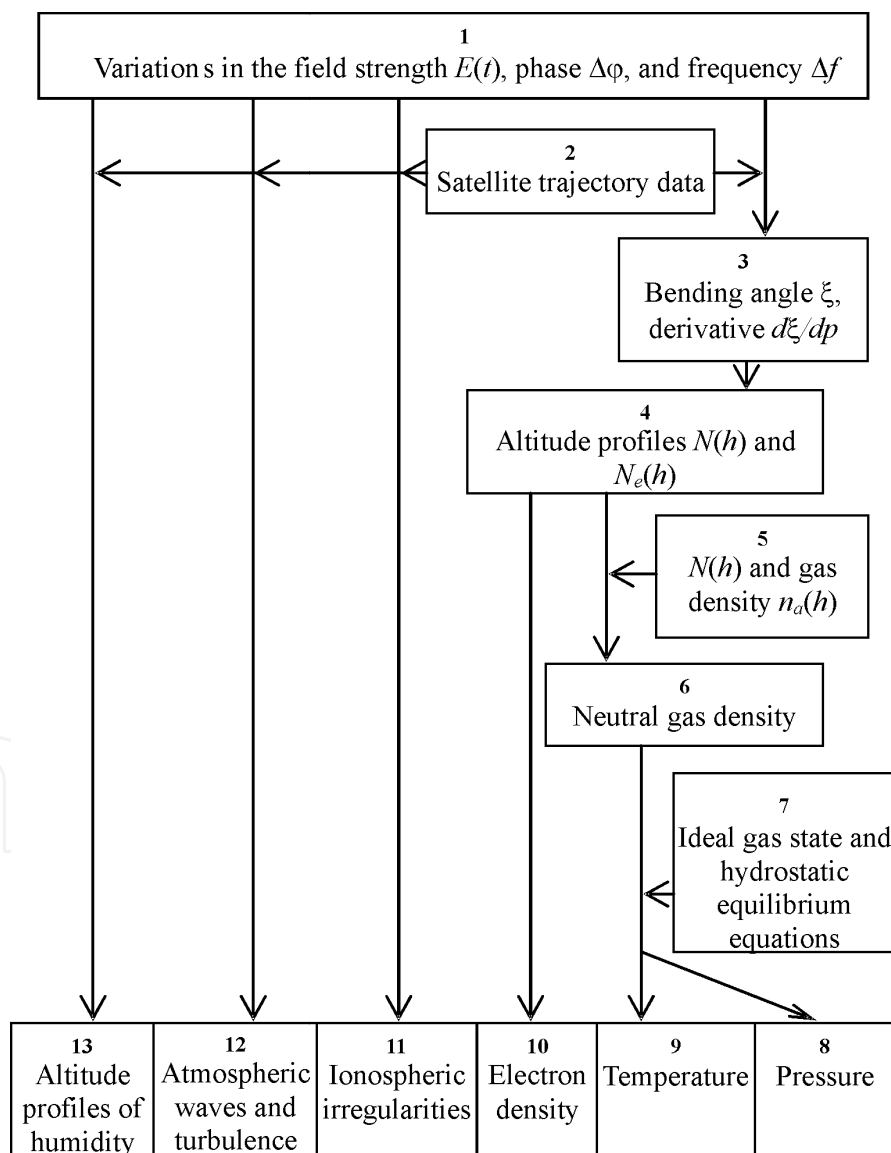 1
Variations in the field strength E(t), phase Δφ, and frequency Δf
2
Satellite trajectory data
3
Bending angle ξ,
derivative dξ/dp
4
Altitude profiles N(h) and
Nₑ(h)
5
N(h) and gas
density nₐ(h)
6
Neutral gas density
7
Ideal gas state and
hydrostatic
equilibrium
equations
13
Altitude
profiles of
humidity
12
Atmospheric
waves and
turbulence
11
Ionospheric
irregularities
10
Electron
density
9
Temperature
8
Pressure